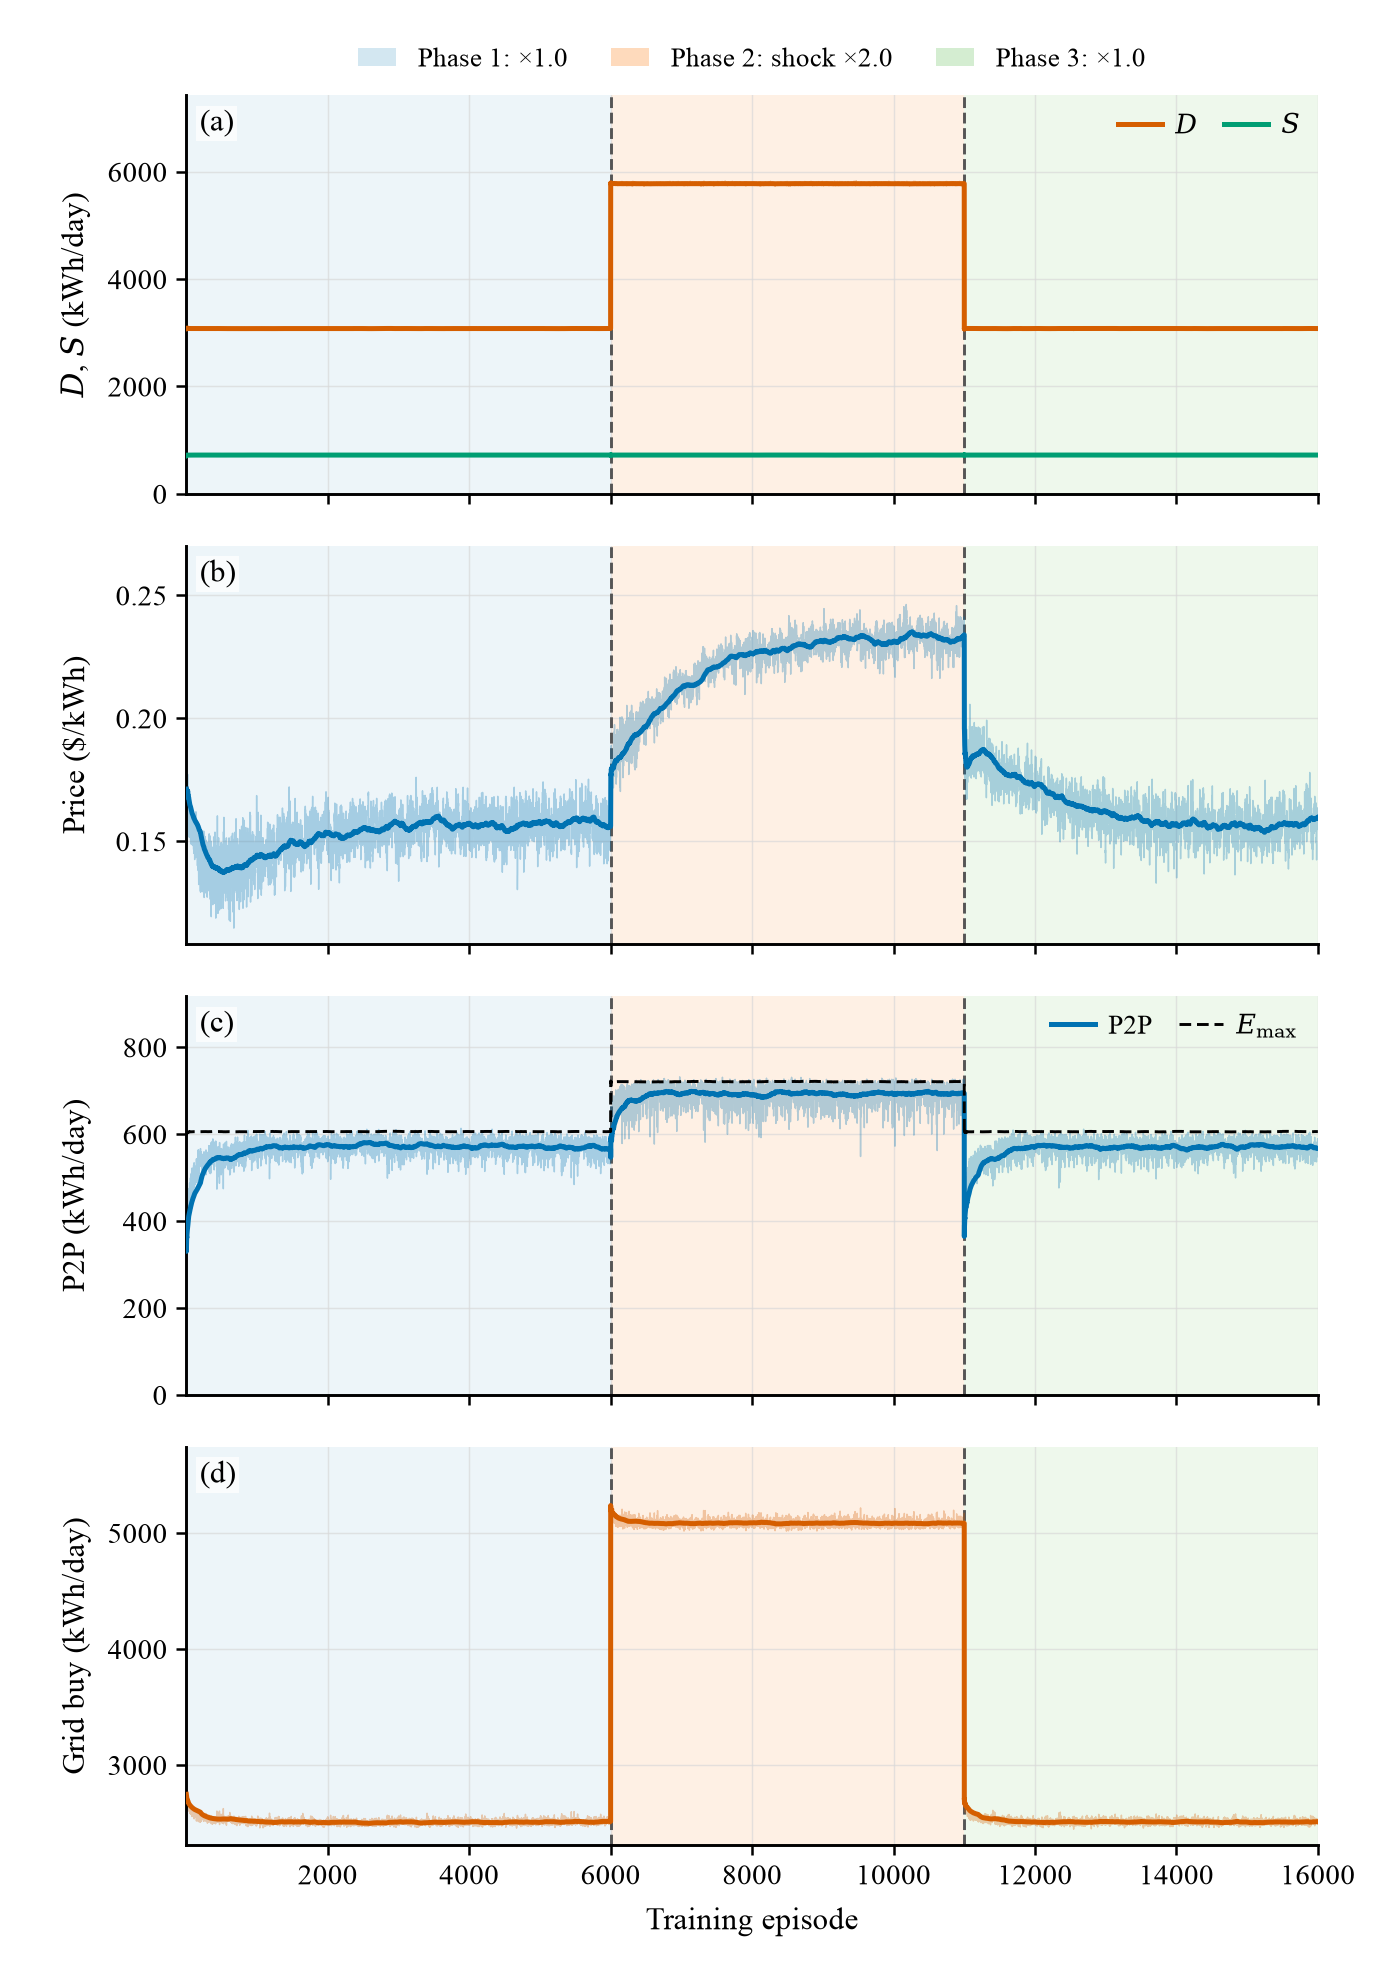 Phase 1: ×1.0 Phase 2: shock ×2.0 Phase 3: ×1.0
(a)
D S
6000
4000
2000
0
D, S (kWh/day)
(b)
0.25
0.20
0.15
Price ($/kWh)
(c)
P2P Emax
800
600
400
200
0
P2P (kWh/day)
(d)
5000
4000
3000
Grid buy (kWh/day)
2000 4000 6000 8000 10000 12000 14000 16000
Training episode